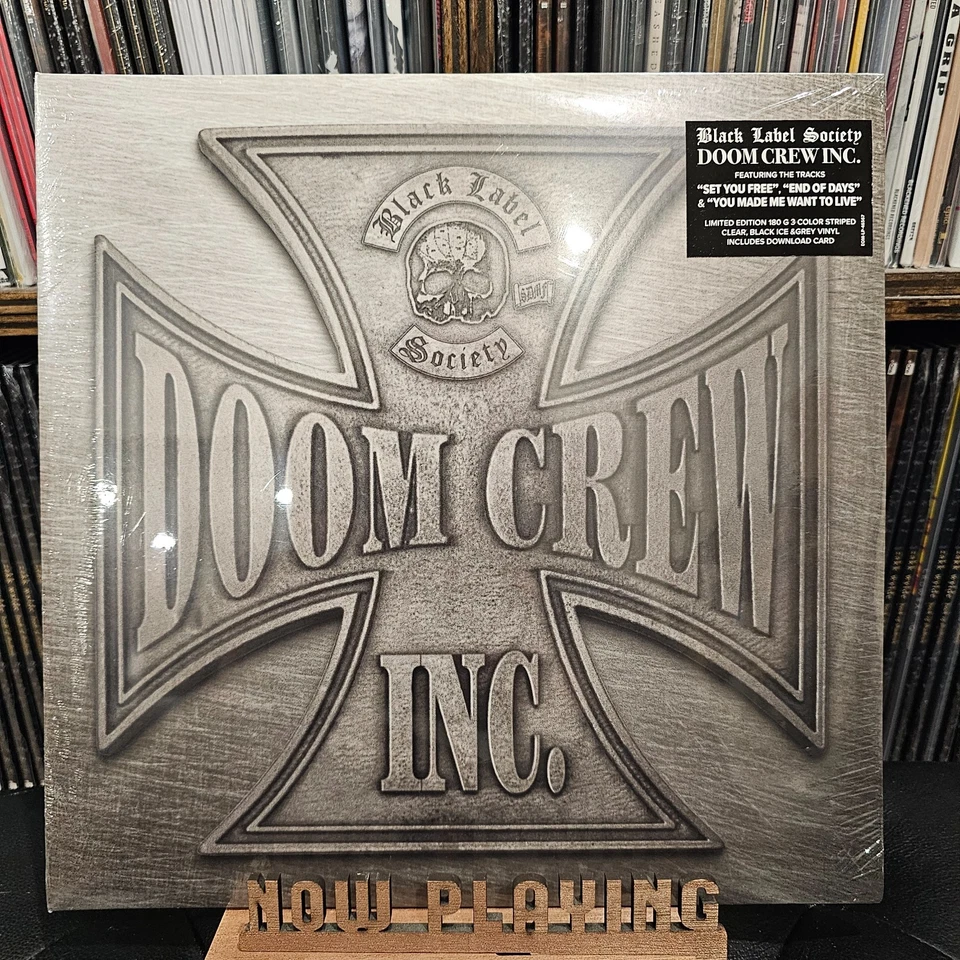 A GRIP
Black Label Society
DOOM CREW INC.
FEATURING THE TRACKS
“SET YOU FREE”, “END OF DAYS”
& “YOU MADE ME WANT TO LIVE”
LIMITED EDITION 180 G 3 COLOR STRIPED
CLEAR, BLACK ICE &GREY VINYL
INCLUDES DOWNLOAD CARD
Black Label
SDMF
Society
DOOM CREW
INC.
NOW PLAYING